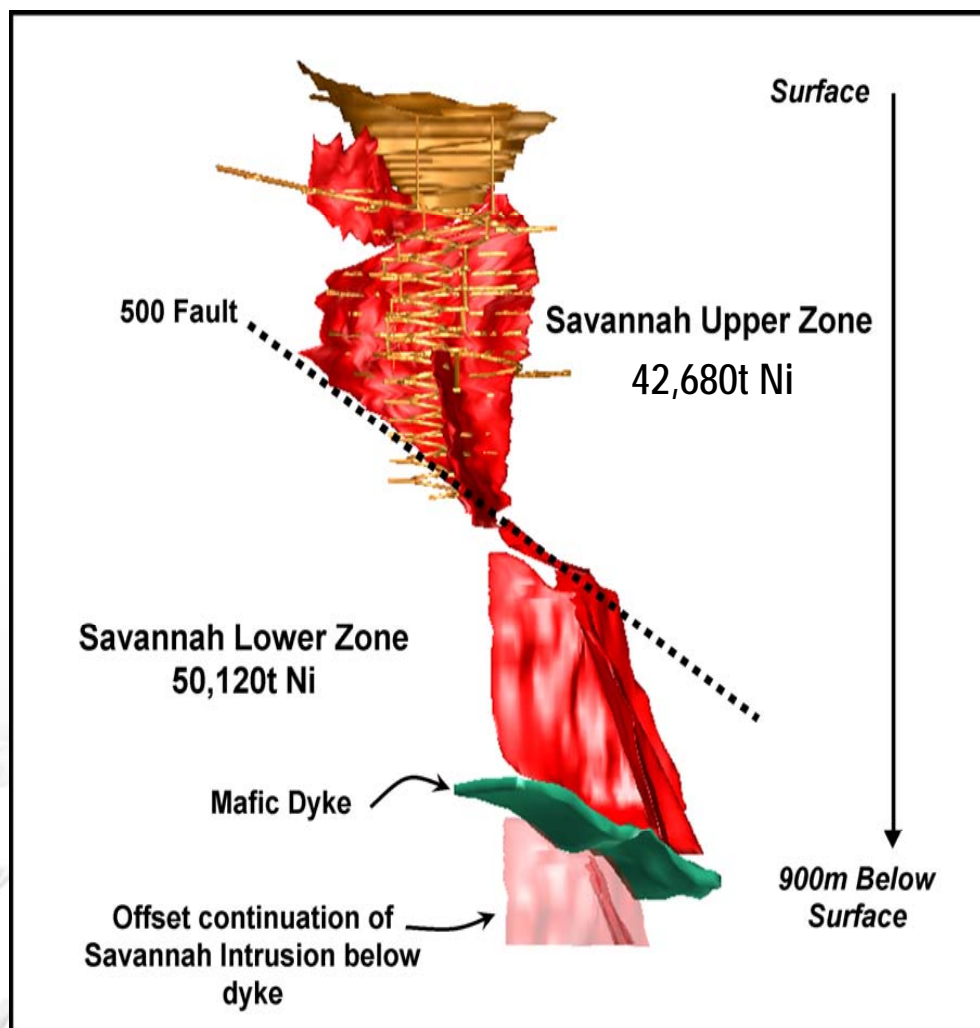 Surface
500 Fault
Savannah Upper Zone
42,680t Ni
Savannah Lower Zone
50,120t Ni
Mafic Dyke
900m Below
Surface
Offset continuation of
Savannah Intrusion below
dyke